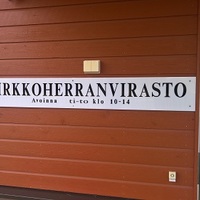 IRKKOHERRANVIRASTO
Avoinna ti-to klo 10-14